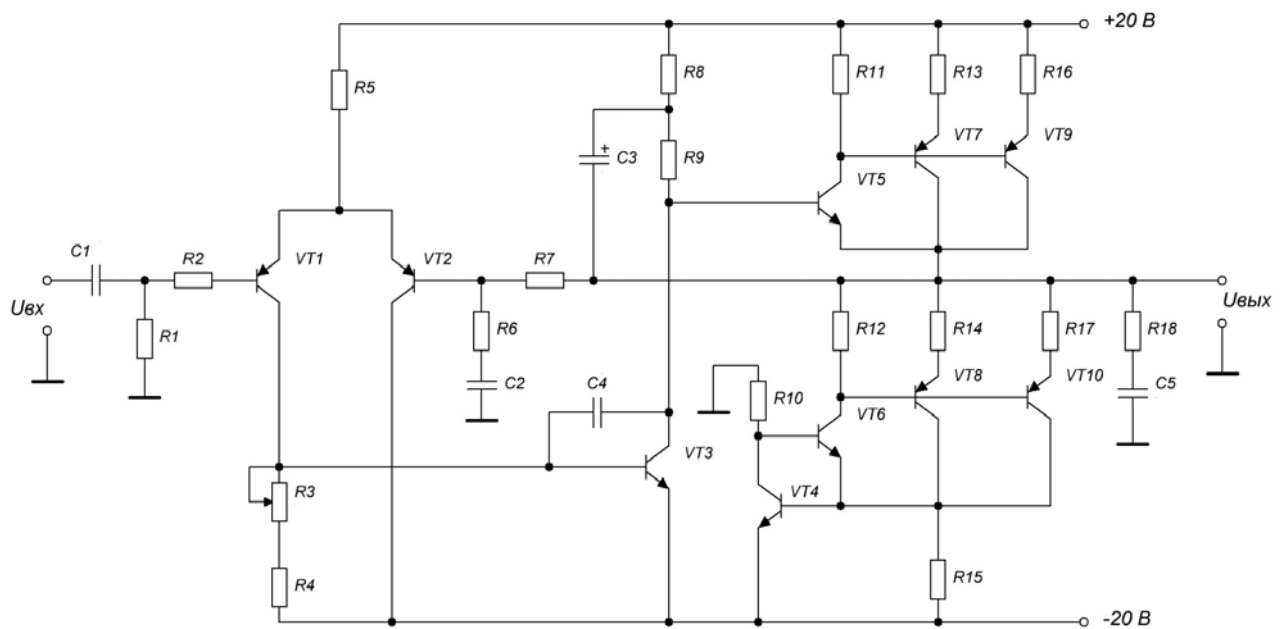 +20 В
R5
R8
R11
R13
R16
C3
+
R9
VT7
VT9
VT5
C1
R2
VT1
VT2
R7
Uвх
Uвых
R1
R6
C2
R12
R14
R17
R18
C4
R10
VT8
VT10
C5
VT6
VT3
R3
VT4
R4
R15
-20 В